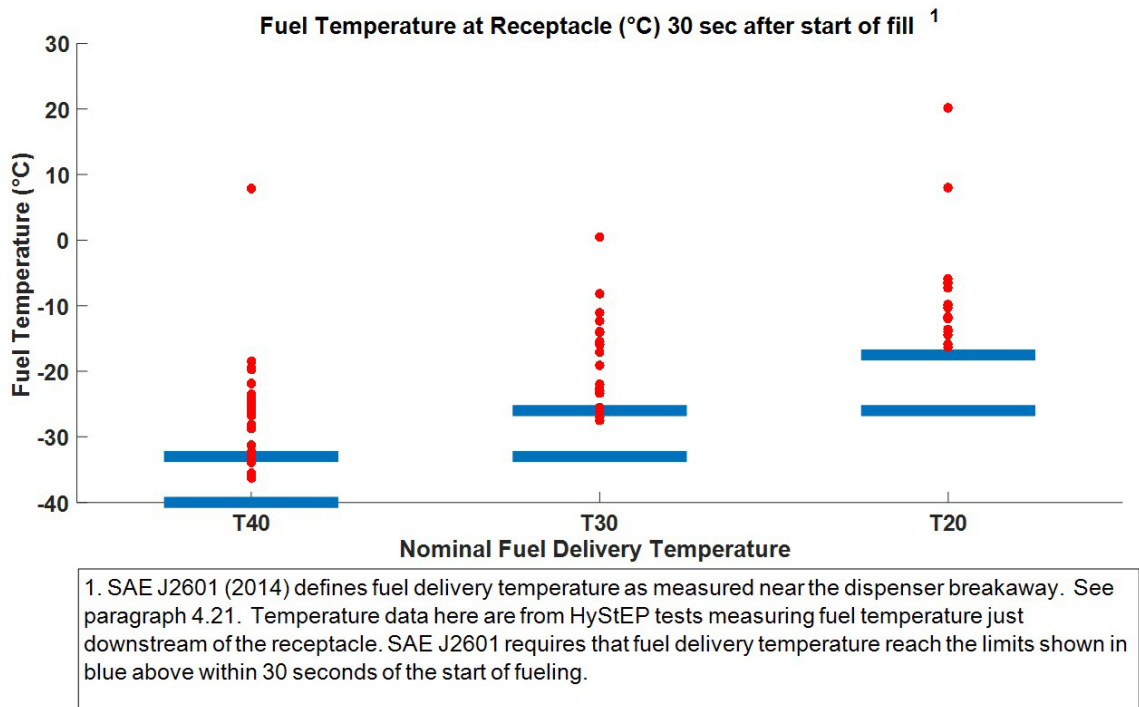 Fuel Temperature at Receptacle (°C) 30 sec after start of fill 1
30
20
10
0
-10
-20
-30
-40
Fuel Temperature (°C)
T40 T30 T20
Nominal Fuel Delivery Temperature
1. SAE J2601 (2014) defines fuel delivery temperature as measured near the dispenser breakaway. See
paragraph 4.21. Temperature data here are from HyStEP tests measuring fuel temperature just
downstream of the receptacle. SAE J2601 requires that fuel delivery temperature reach the limits shown in
blue above within 30 seconds of the start of fueling.